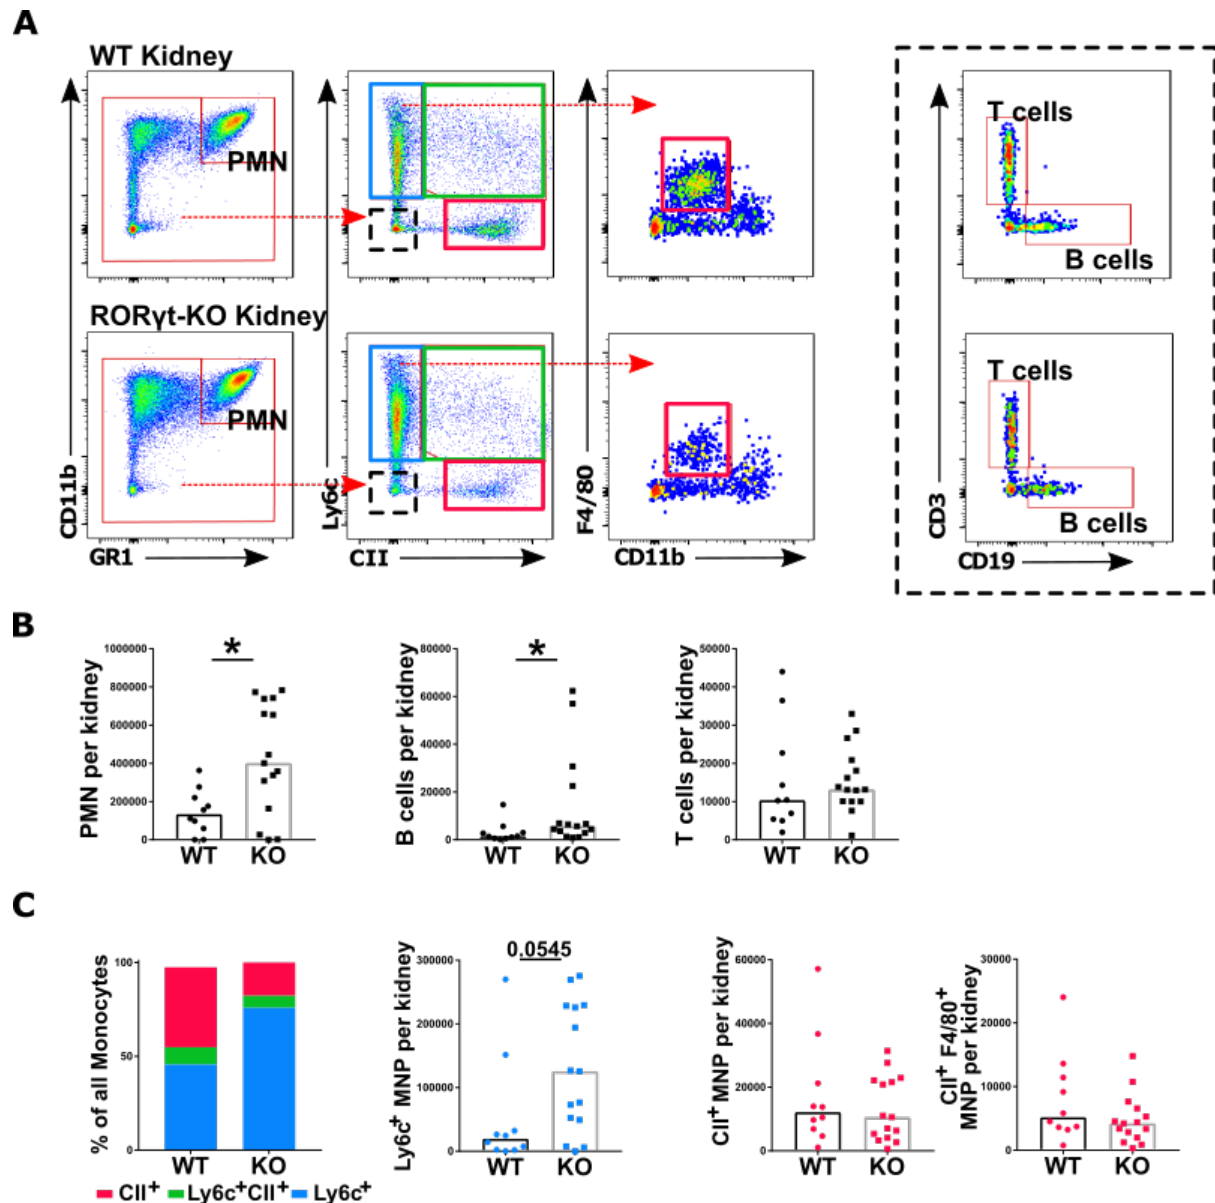 A
WT Kidney
PMN
T cells
B cells
RORγt-KO Kidney
PMN
T cells
B cells
CD11b
GR1
Ly6c
CII
F4/80
CD11b
CD3
CD19
B
PMN per kidney
1000000
800000
600000
400000
200000
0
*
WT KO
B cells per kidney
80000
60000
40000
20000
0
*
WT KO
T cells per kidney
50000
40000
30000
20000
10000
0
WT KO
C
% of all Monocytes
100
50
0
WT KO
CII+ Ly6c+CII+ Ly6c+
Ly6c+ MNP per kidney
300000
200000
100000
0
0.0545
WT KO
CII+ MNP per kidney
60000
40000
20000
0
WT KO
CII+ F4/80+
MNP per kidney
30000
20000
10000
0
WT KO